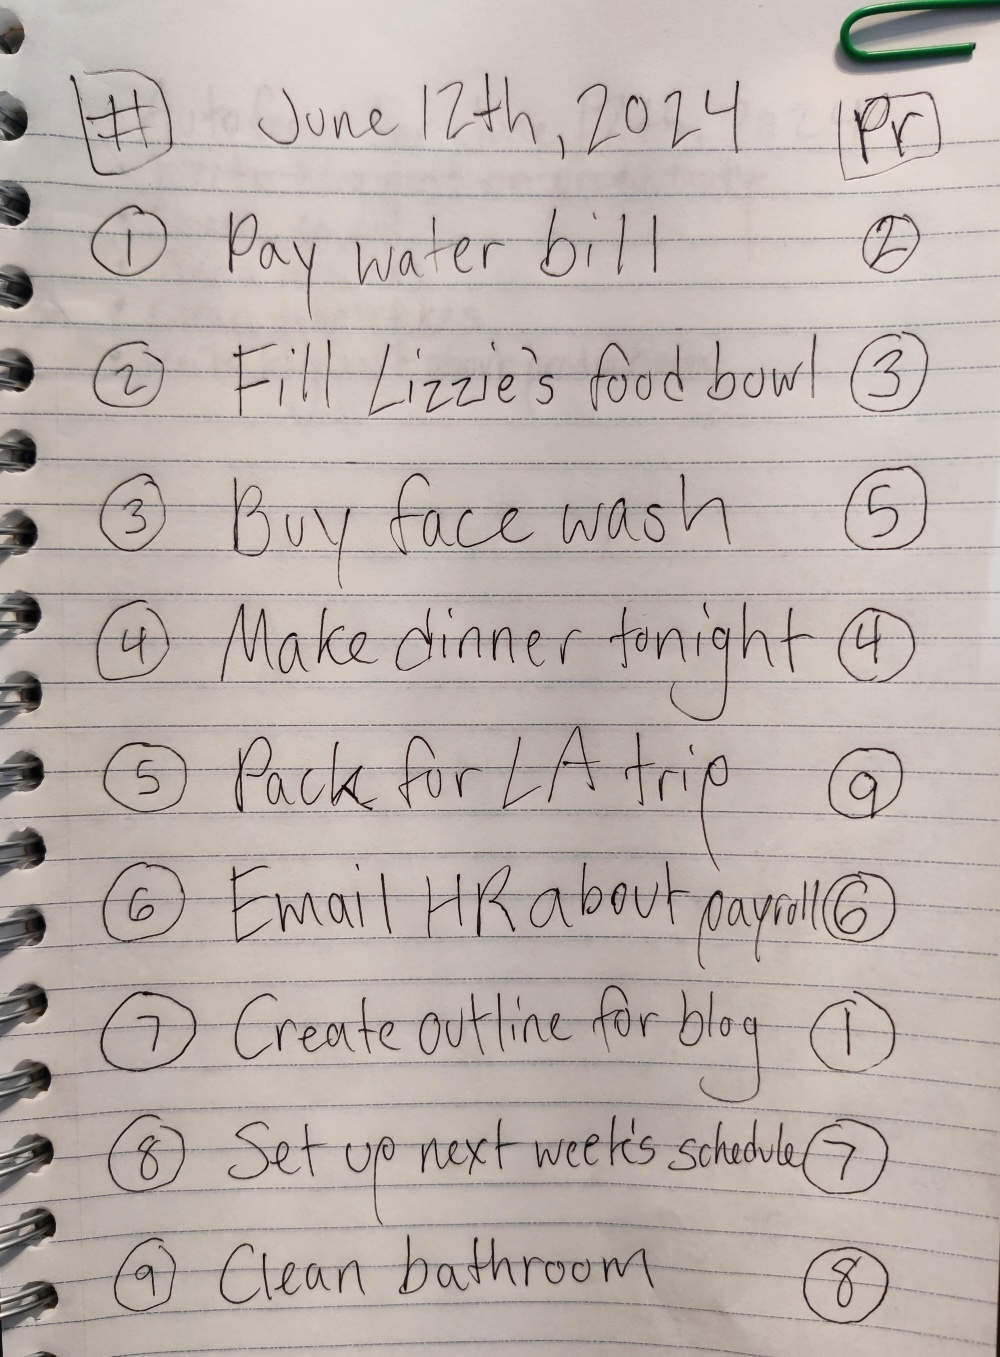 # June 12th, 2024 Pr
1 Pay water bill 2
2 Fill Lizzie's food bowl 3
3 Buy face wash 5
4 Make dinner tonight 4
5 Pack for LA trip 9
6 Email HR about payroll 6
7 Create outline for blog 1
8 Set up next week's schedule 7
9 Clean bathroom 8